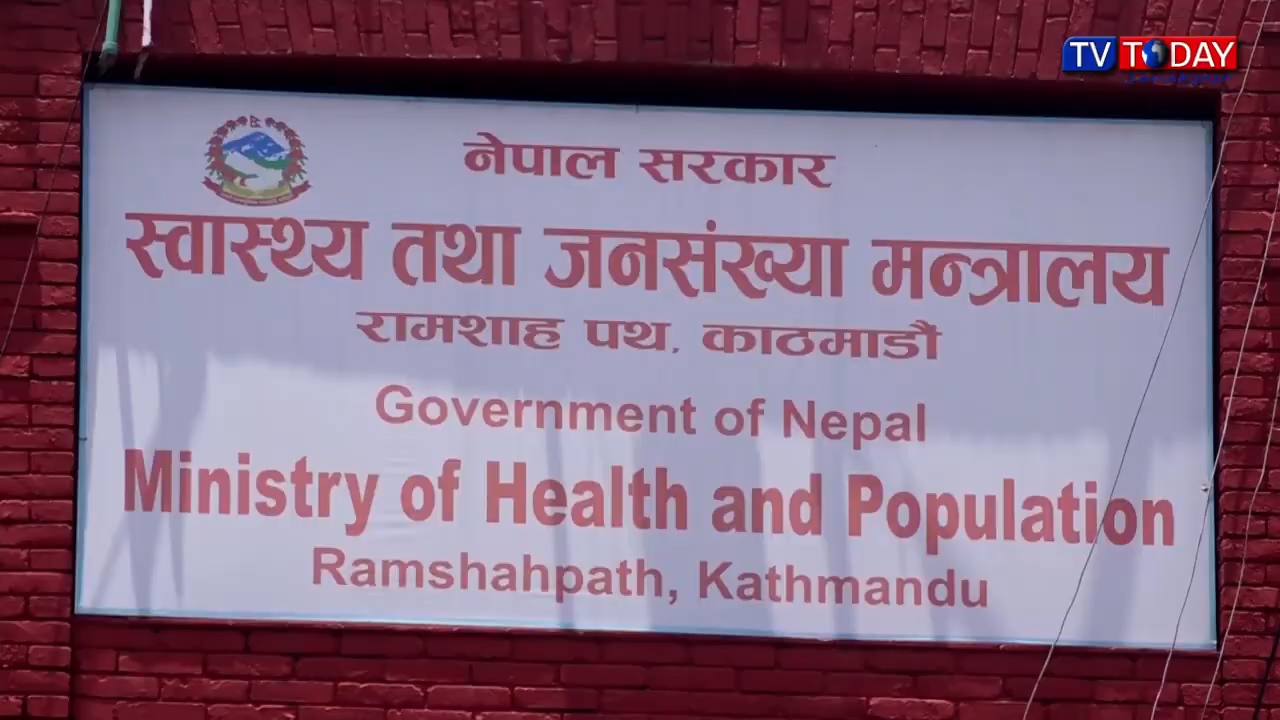 TV TODAY
नेपाल सरकार
स्वास्थ्य तथा जनसंख्या मन्त्रालय
रामशाह पथ, काठमाडौं
Government of Nepal
Ministry of Health and Population
Ramshahpath, Kathmandu